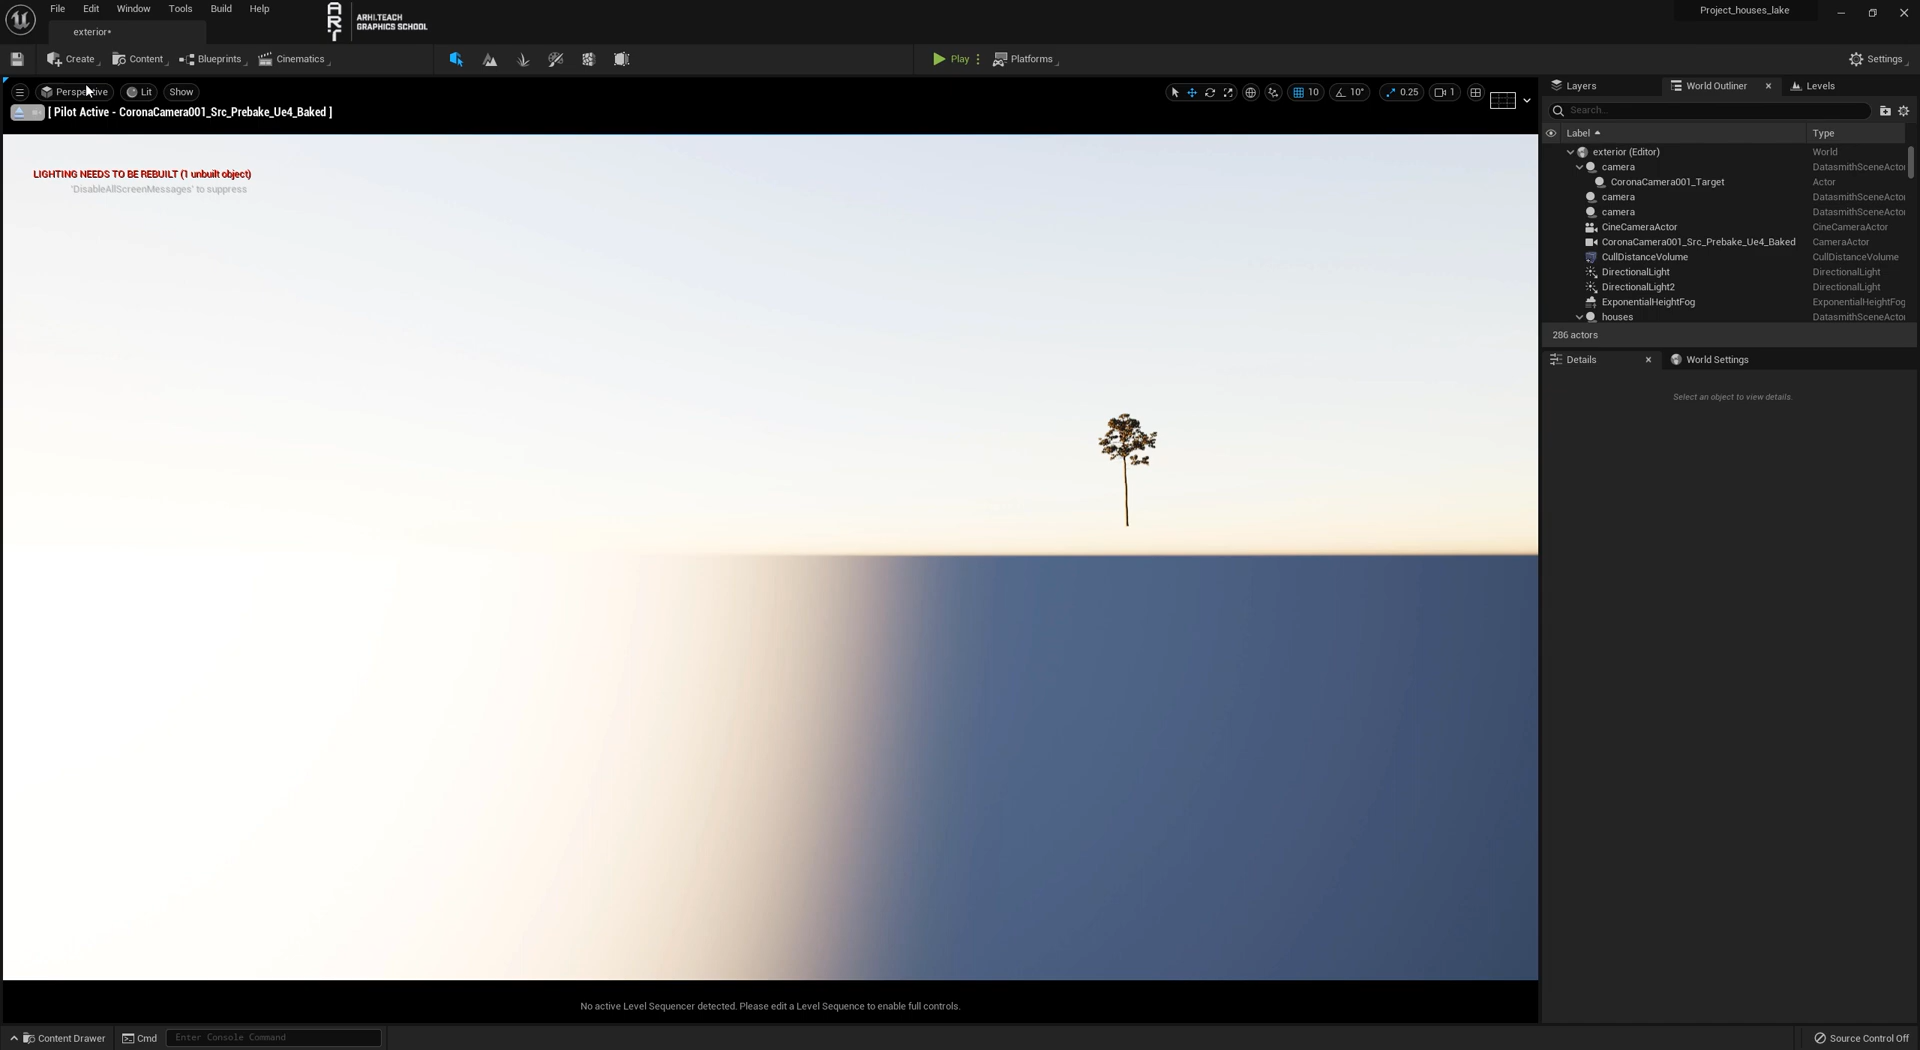 File Edit Window Tools Build Help
ARHI.TEACH
GRAPHICS SCHOOL
Project_houses_lake
exterior*
Create Content Blueprints Cinematics
Play Platforms Settings
Perspective Lit Show
10 10° 0.25 1
[ Pilot Active - CoronaCamera001_Src_Prebake_Ue4_Baked ]
LIGHTING NEEDS TO BE REBUILT (1 unbuilt object)
'DisableAllScreenMessages' to suppress
No active Level Sequencer detected. Please edit a Level Sequence to enable full controls.
Layers World Outliner Levels
Search...
Label Type
exterior (Editor) World
camera DatasmithSceneActor
CoronaCamera001_Target Actor
camera DatasmithSceneActor
camera DatasmithSceneActor
CineCameraActor CineCameraActor
CoronaCamera001_Src_Prebake_Ue4_Baked CameraActor
CullDistanceVolume CullDistanceVolume
DirectionalLight DirectionalLight
DirectionalLight2 DirectionalLight
ExponentialHeightFog ExponentialHeightFog
houses DatasmithSceneActor
286 actors
Details World Settings
Select an object to view details.
Content Drawer Cmd Enter Console Command Source Control Off